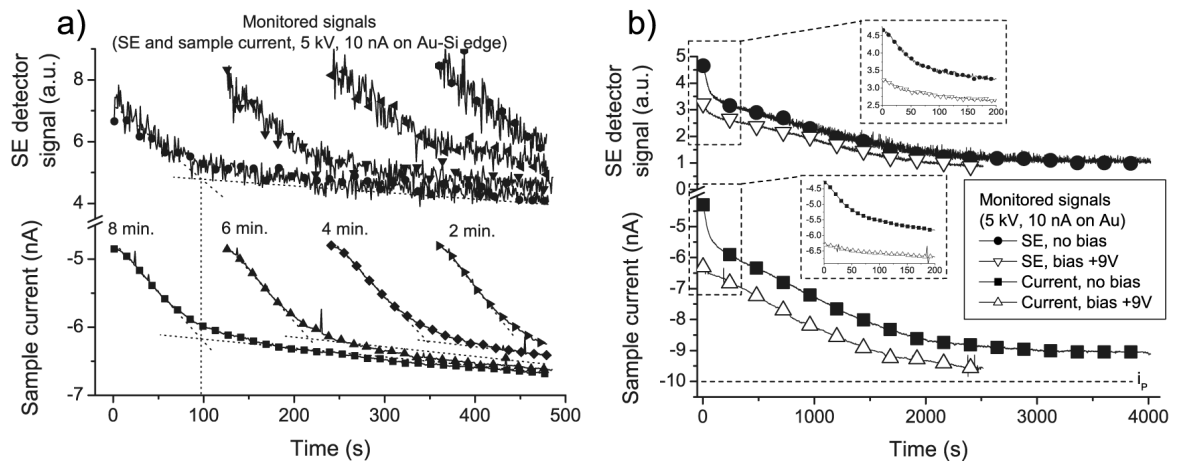 a)
Monitored signals
(SE and sample current, 5 kV, 10 nA on Au-Si edge)
SE detector
signal (a.u.)
8
6
4
8 min.
6 min.
4 min.
2 min.
Sample current (nA)
-5
-6
-7
0
100
200
300
400
500
Time (s)
b)
SE detector
signal (a.u.)
5
4
3
2
1
0
4.5
4.0
3.5
3.0
2.5
0
50
100
150
200
Sample current (nA)
-5
-6
-7
-8
-9
-10
-4.5
-5.0
-5.5
-6.0
-6.5
0
50
100
150
200
Monitored signals
(5 kV, 10 nA on Au)
SE, no bias
SE, bias +9V
Current, no bias
Current, bias +9V
iP
0
1000
2000
3000
4000
Time (s)